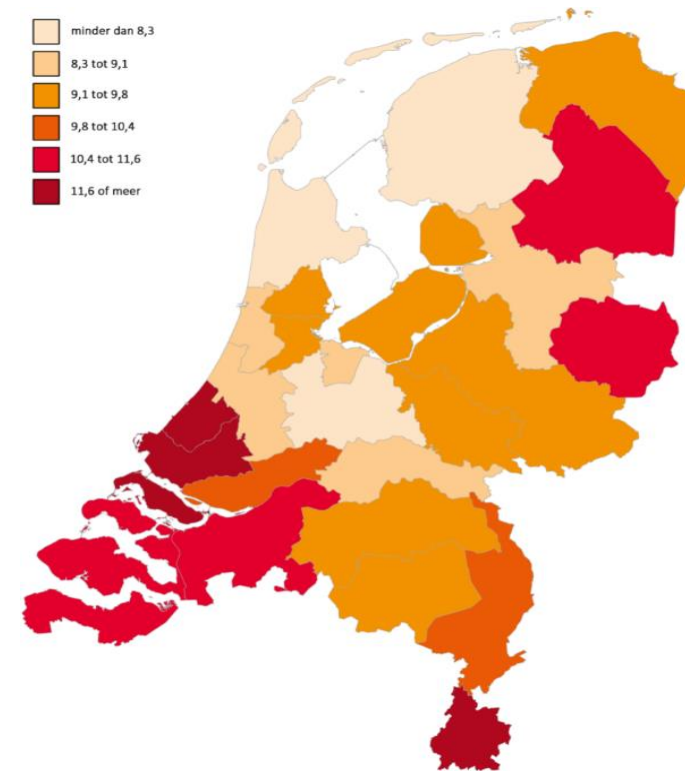 minder dan 8,3
8,3 tot 9,1
9,1 tot 9,8
9,8 tot 10,4
10,4 tot 11,6
11,6 of meer